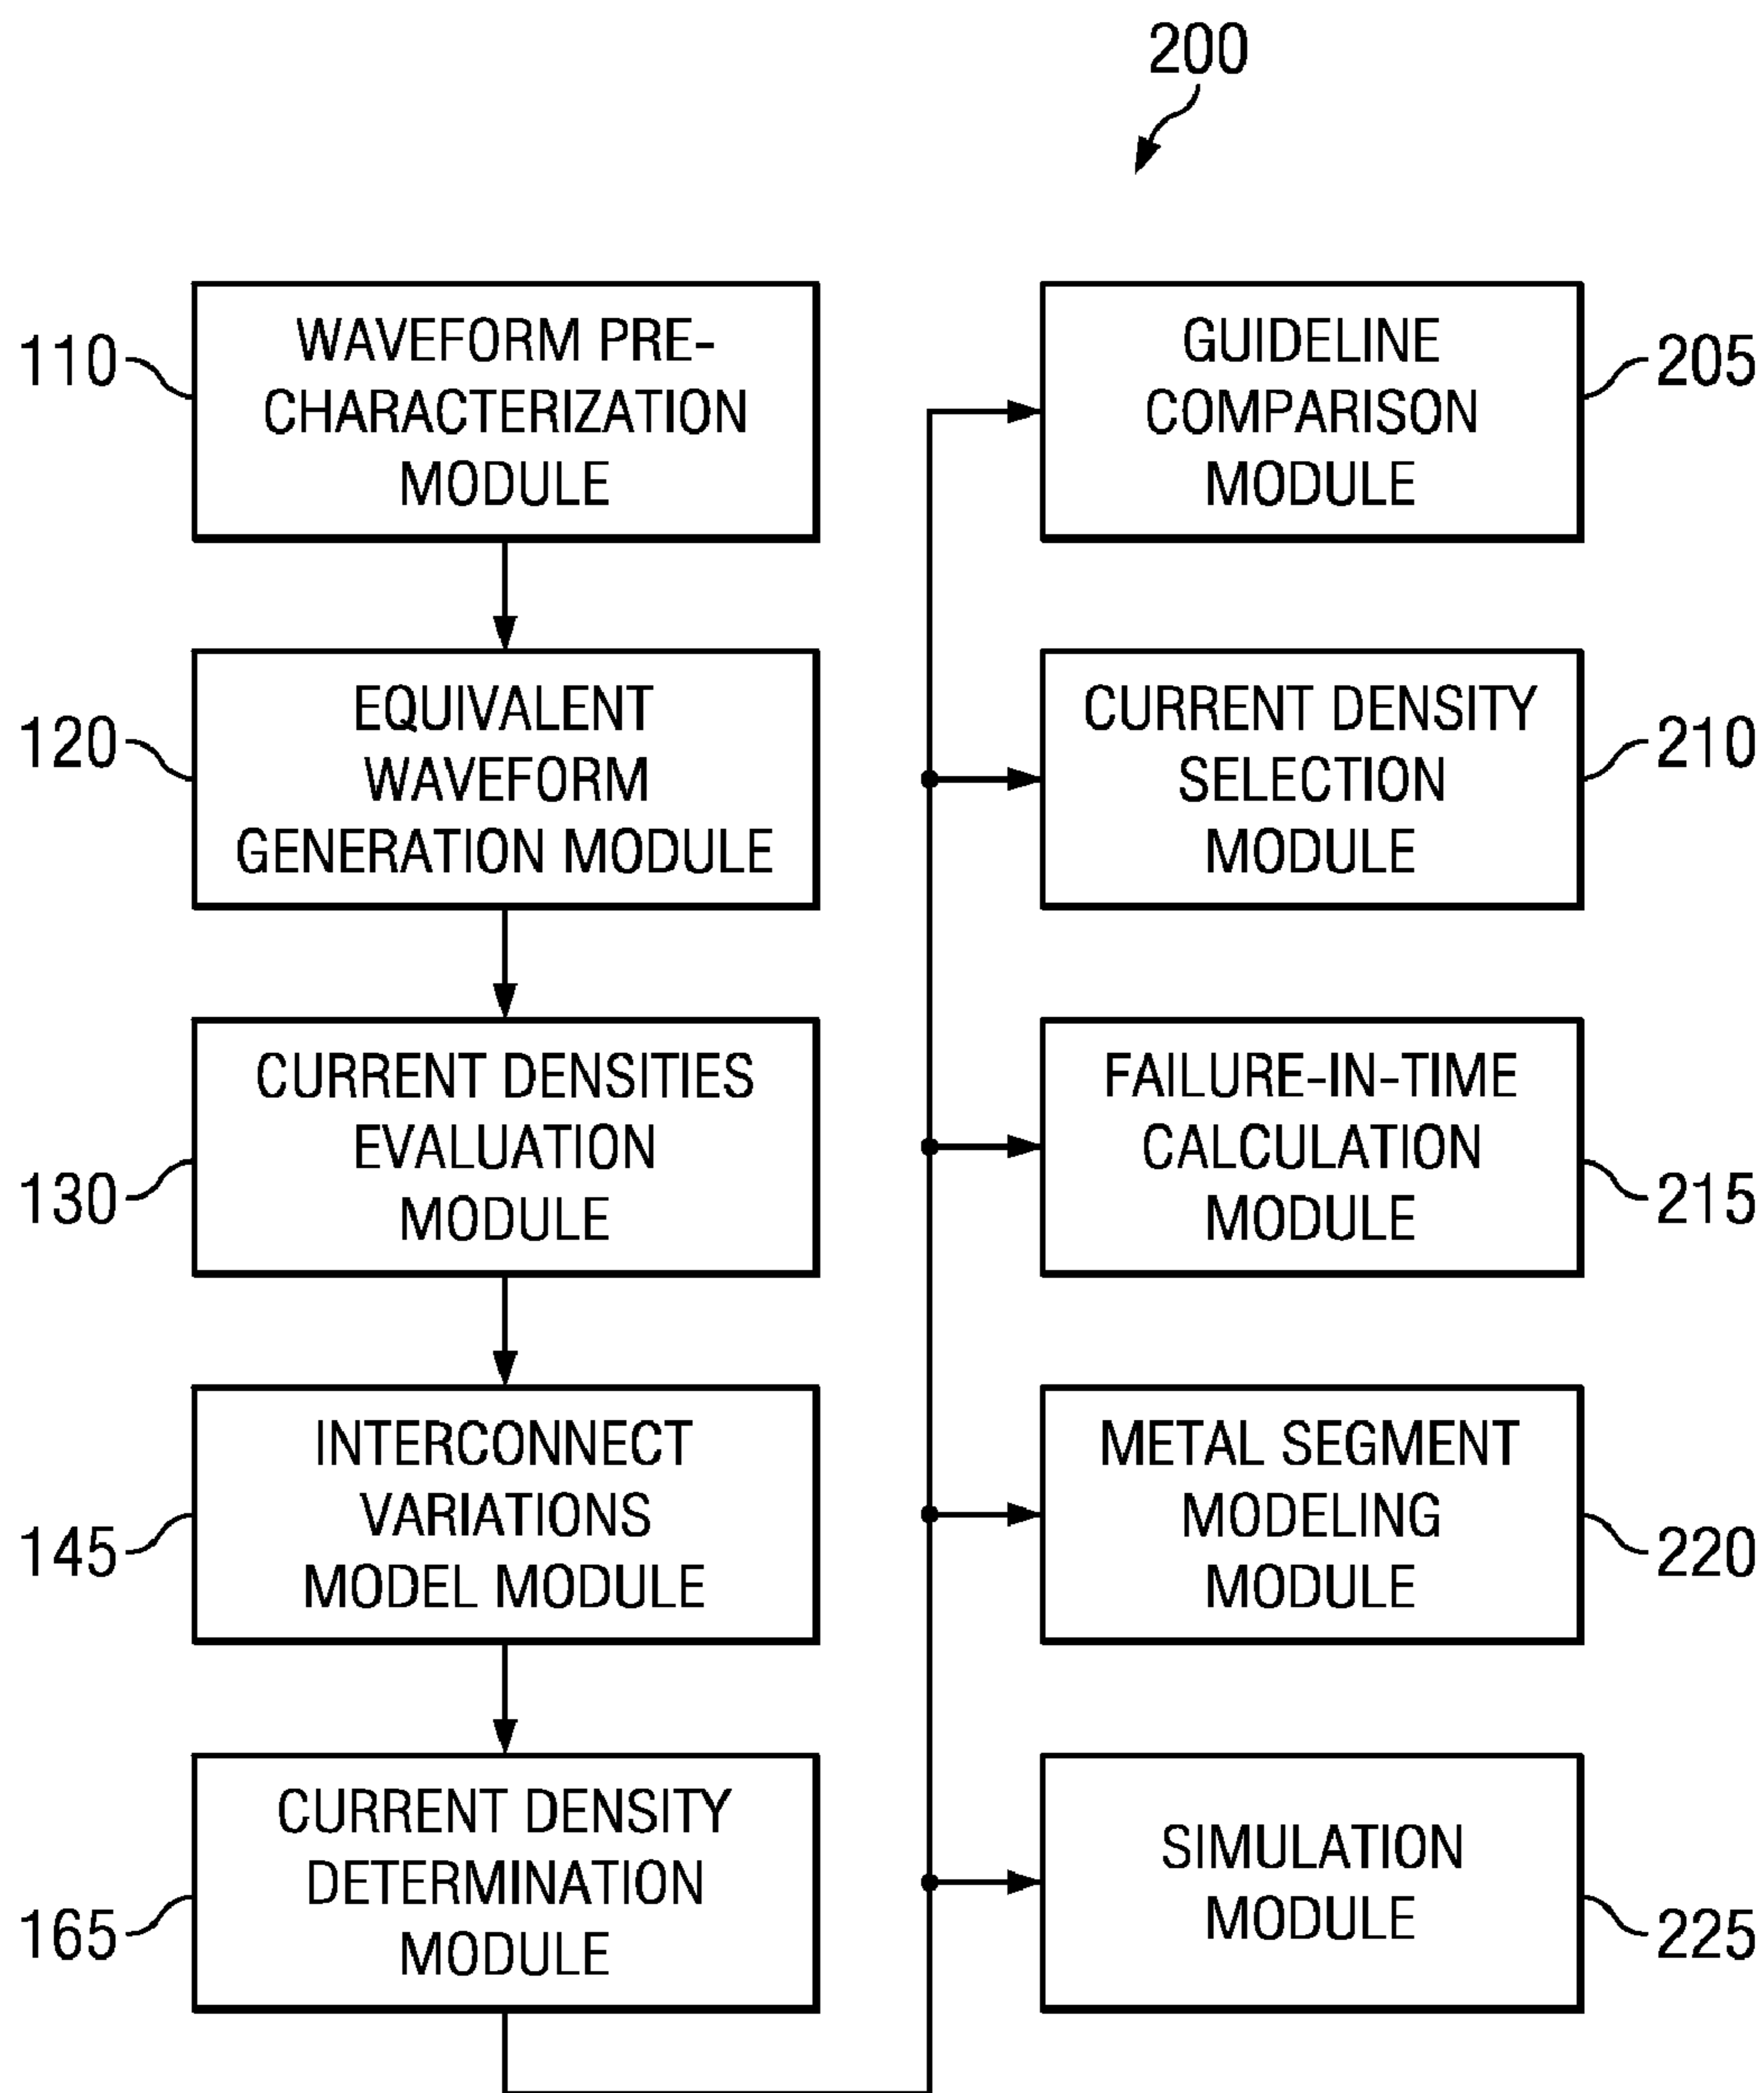 200
110
WAVEFORM PRE-
CHARACTERIZATION
MODULE
120
EQUIVALENT
WAVEFORM
GENERATION MODULE
130
CURRENT DENSITIES
EVALUATION
MODULE
145
INTERCONNECT
VARIATIONS
MODEL MODULE
165
CURRENT DENSITY
DETERMINATION
MODULE
GUIDELINE
COMPARISON
MODULE
205
CURRENT DENSITY
SELECTION
MODULE
210
FAILURE-IN-TIME
CALCULATION
MODULE
215
METAL SEGMENT
MODELING
MODULE
220
SIMULATION
MODULE
225